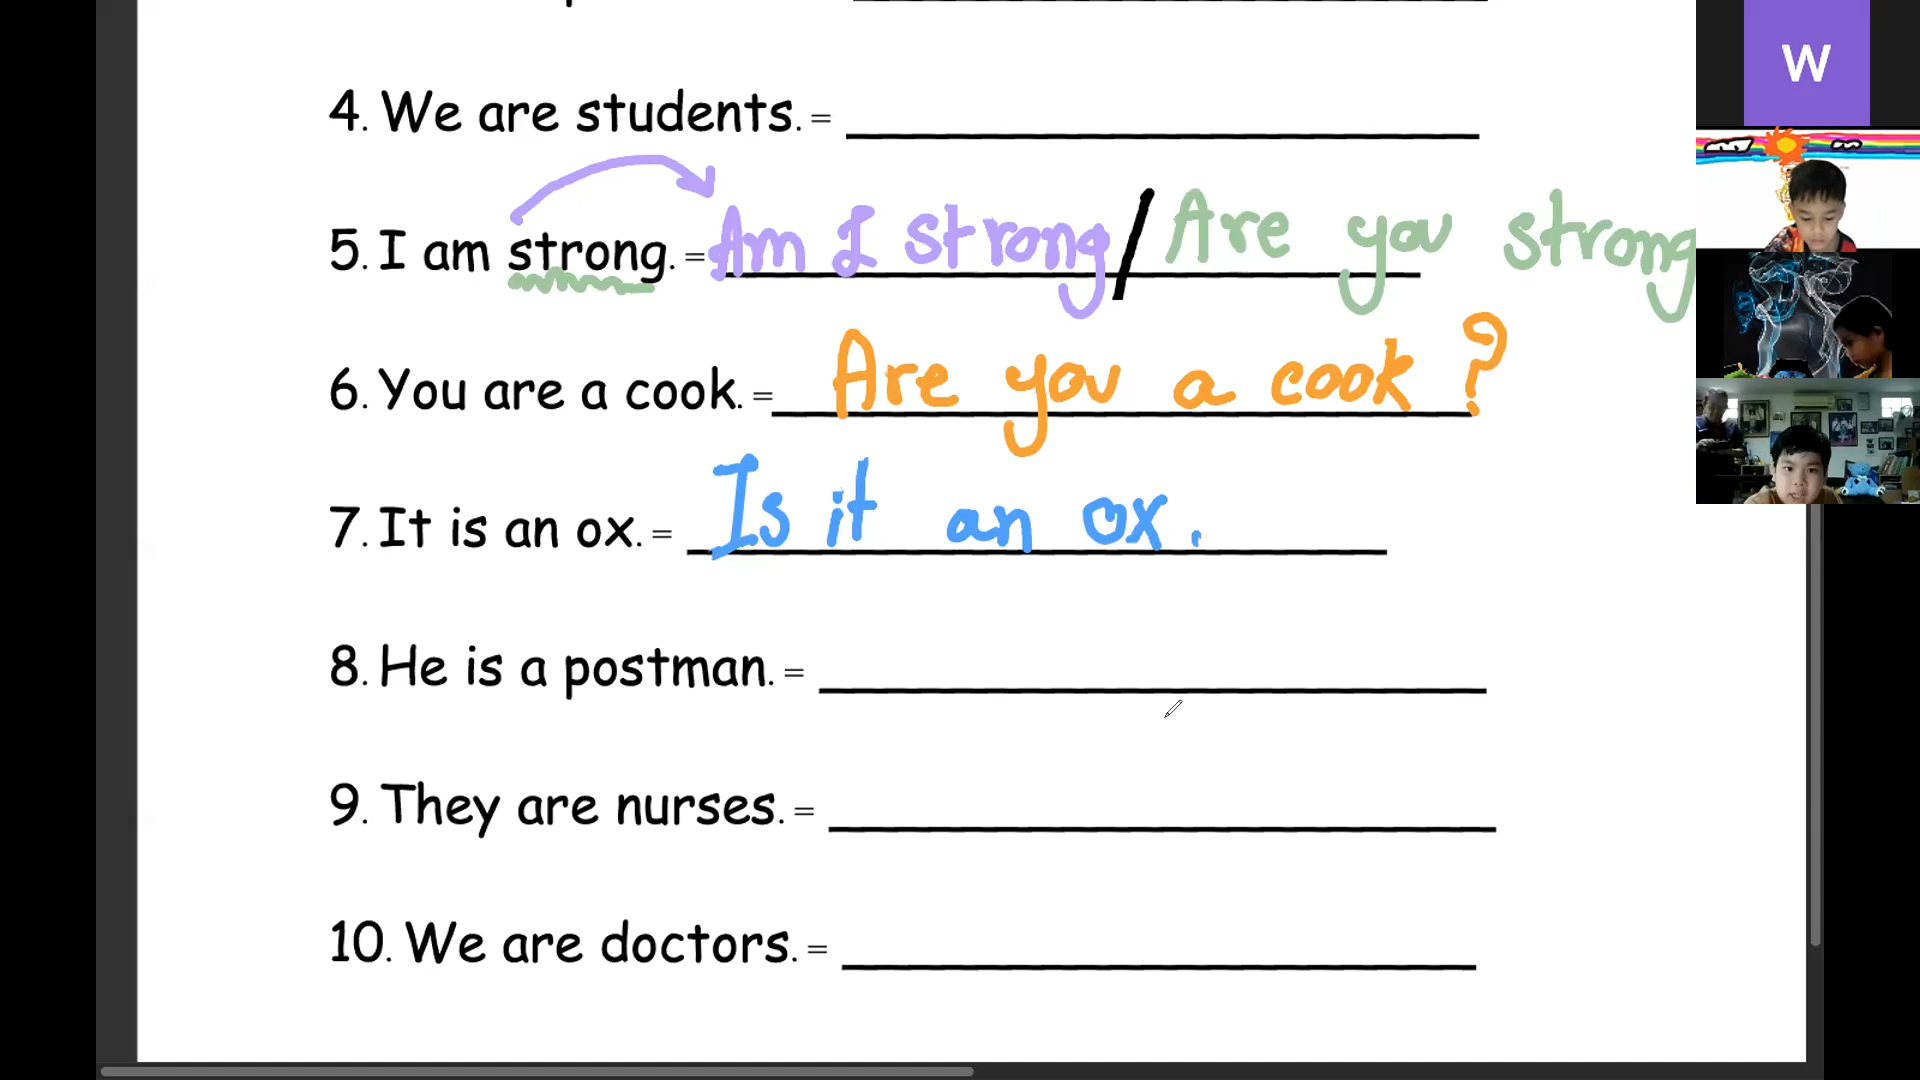 W
4. We are students. =
5. I am strong. = Am I strong / Are you strong
6. You are a cook. = Are you a cook ?
7. It is an ox. = Is it an ox.
8. He is a postman. =
9. They are nurses. =
10. We are doctors. =